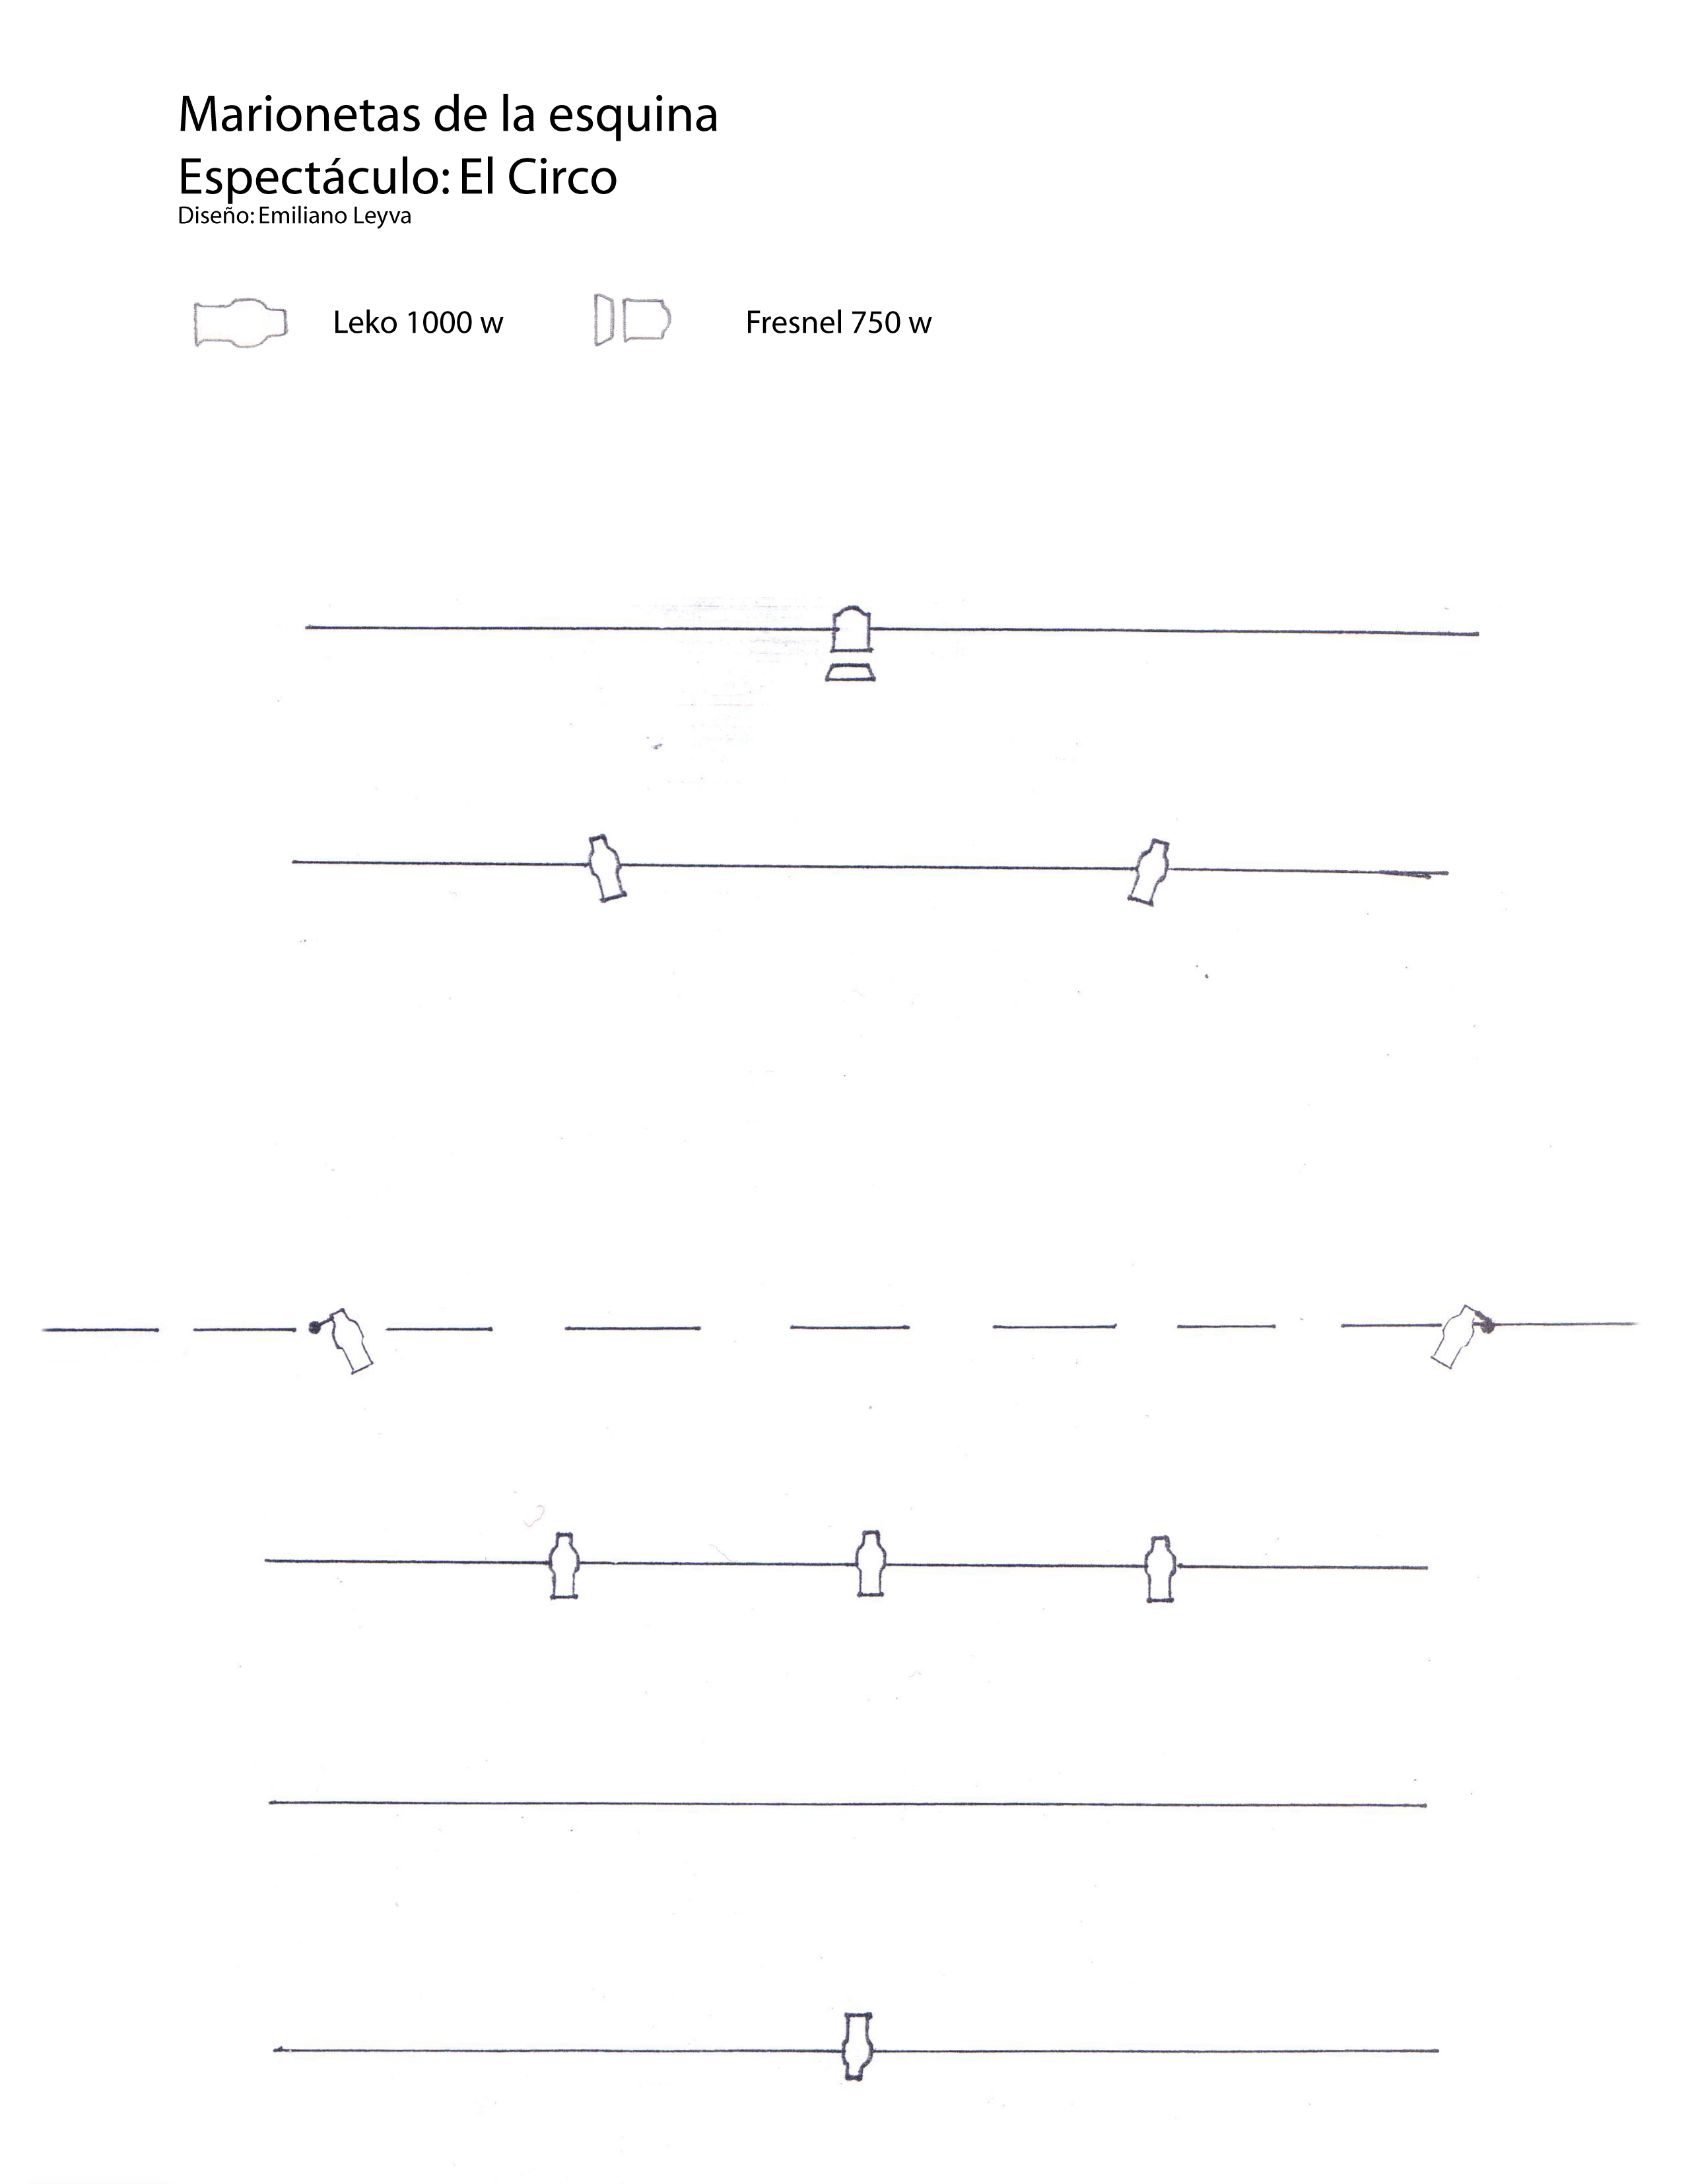 Marionetas de la esquina
Espectáculo: El Circo
Diseño: Emiliano Leyva
Leko 1000 w
Fresnel 750 w